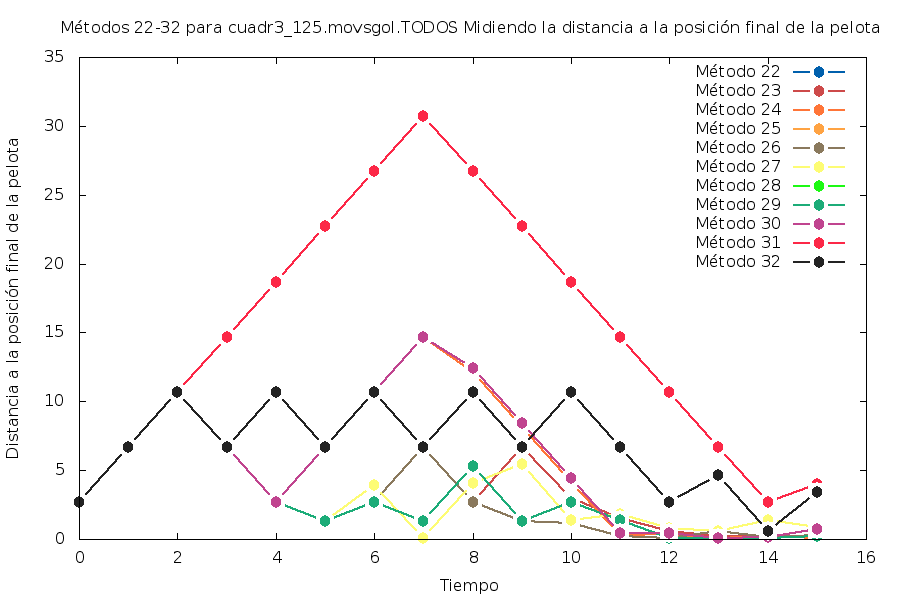 Métodos 22-32 para cuadr3_125.movsgol.TODOS Midiendo la distancia a la posición final de la pelota
35
30
25
20
15
10
5
0
Distancia a la posición final de la pelota
Método 22
Método 23
Método 24
Método 25
Método 26
Método 27
Método 28
Método 29
Método 30
Método 31
Método 32
0 2 4 6 8 10 12 14 16
Tiempo